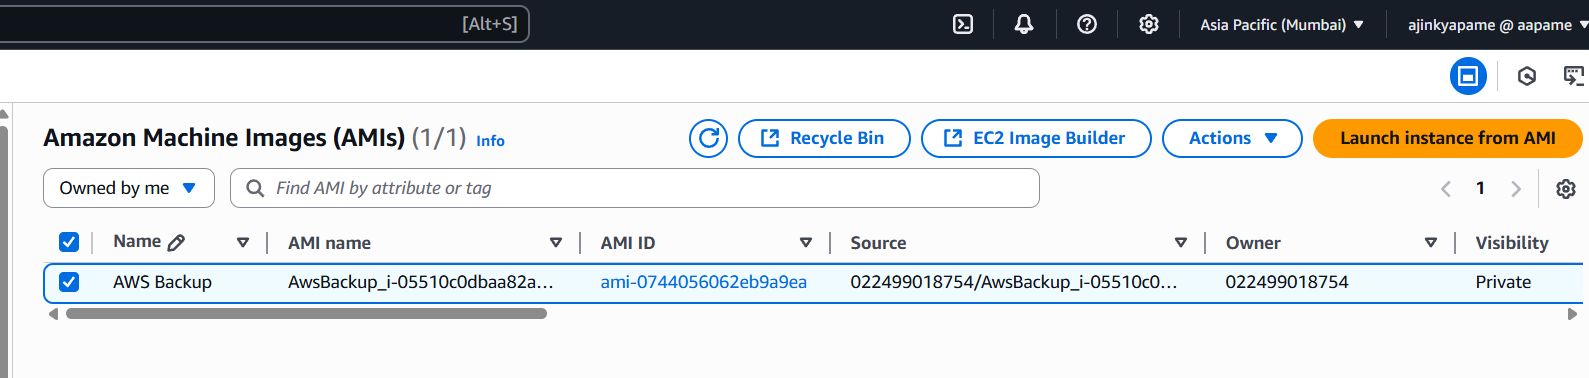 [Alt+S] Asia Pacific (Mumbai) ajinkyapame @ aapame
Amazon Machine Images (AMIs) (1/1) Info Recycle Bin EC2 Image Builder Actions Launch instance from AMI
Owned by me Find AMI by attribute or tag 1
Name AMI name AMI ID Source Owner Visibility
AWS Backup AwsBackup_i-05510c0dbaa82a... ami-0744056062eb9a9ea 022499018754/AwsBackup_i-05510c0... 022499018754 Private